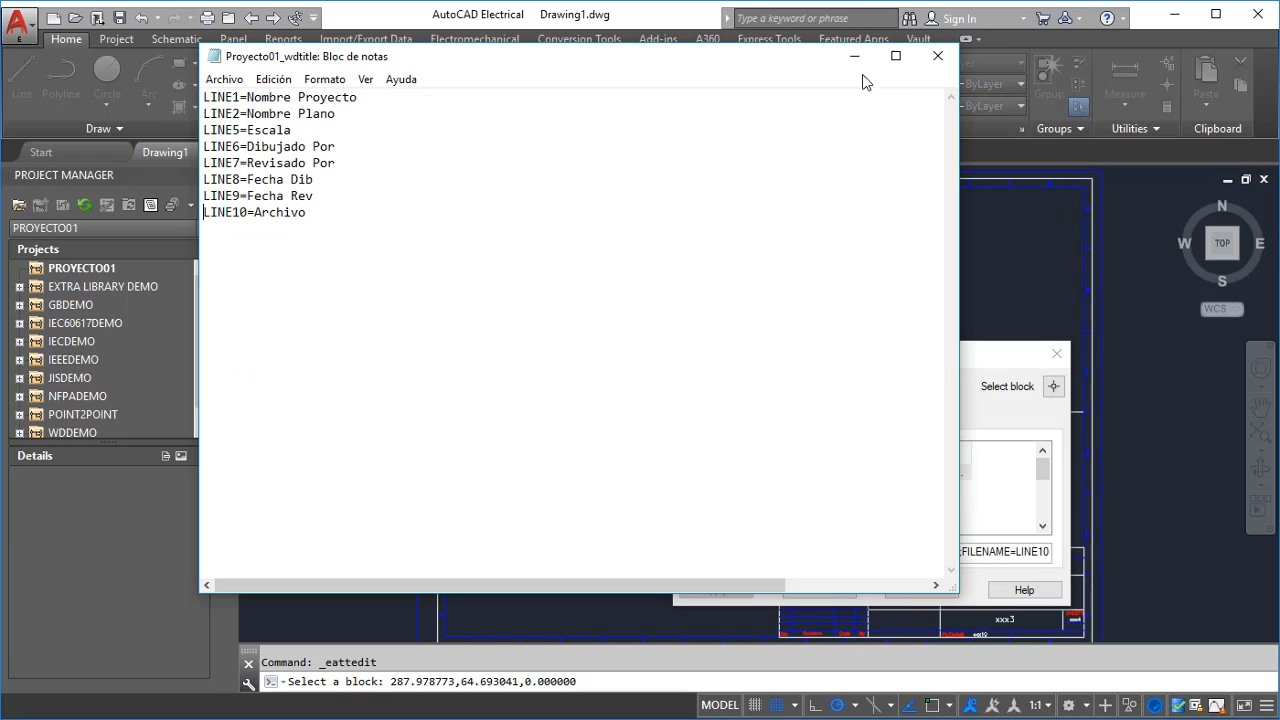 AutoCAD Electrical Drawing1.dwg
Type a keyword or phrase
Sign In
Home Project Schematic Panel Reports Import/Export Data Electromechanical Conversion Tools Add-ins A360 Express Tools Featured Apps Vault
Proyecto01_wdtitle: Bloc de notas
Archivo Edición Formato Ver Ayuda
LINE1=Nombre Proyecto
LINE2=Nombre Plano
LINE5=Escala
LINE6=Dibujado Por
LINE7=Revisado Por
LINE8=Fecha Dib
LINE9=Fecha Rev
LINE10=Archivo
Line Polyline Circle Arc
Draw
Group Measure Paste
Layer
ByLayer
Groups Utilities Clipboard
Start Drawing1
PROJECT MANAGER
PROYECTO01
Projects
PROYECTO01
EXTRA LIBRARY DEMO
GBDEMO
IEC60617DEMO
IECDEMO
IEEEDEMO
JISDEMO
NFPADEMO
POINT2POINT
WDDEMO
Details
N
W TOP E
S
WCS
Select block
;FILENAME=LINE10
Help
xxx3
Command: _eattedit
Select a block: 287.978773,64.693041,0.000000
MODEL
1:1